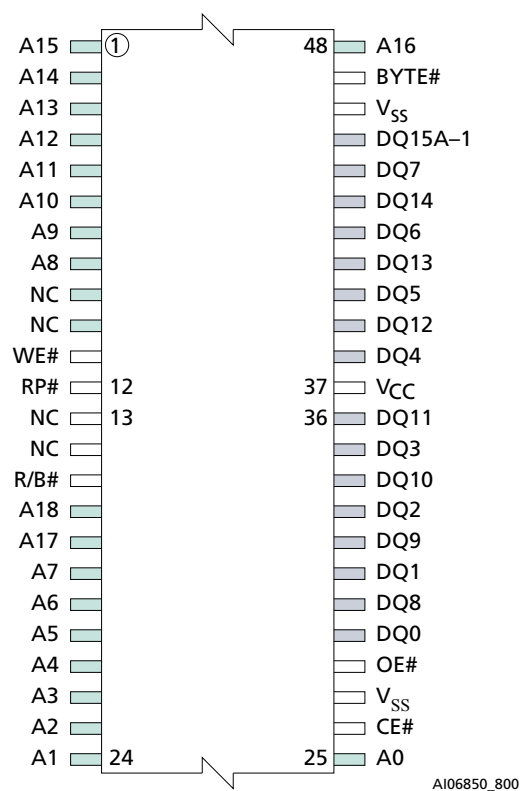 A15 1 48 A16
A14 BYTE#
A13 VSS
A12 DQ15A–1
A11 DQ7
A10 DQ14
A9 DQ6
A8 DQ13
NC DQ5
NC DQ12
WE# DQ4
RP# 12 37 VCC
NC 13 36 DQ11
NC DQ3
R/B# DQ10
A18 DQ2
A17 DQ9
A7 DQ1
A6 DQ8
A5 DQ0
A4 OE#
A3 VSS
A2 CE#
A1 24 25 A0
AI06850_800